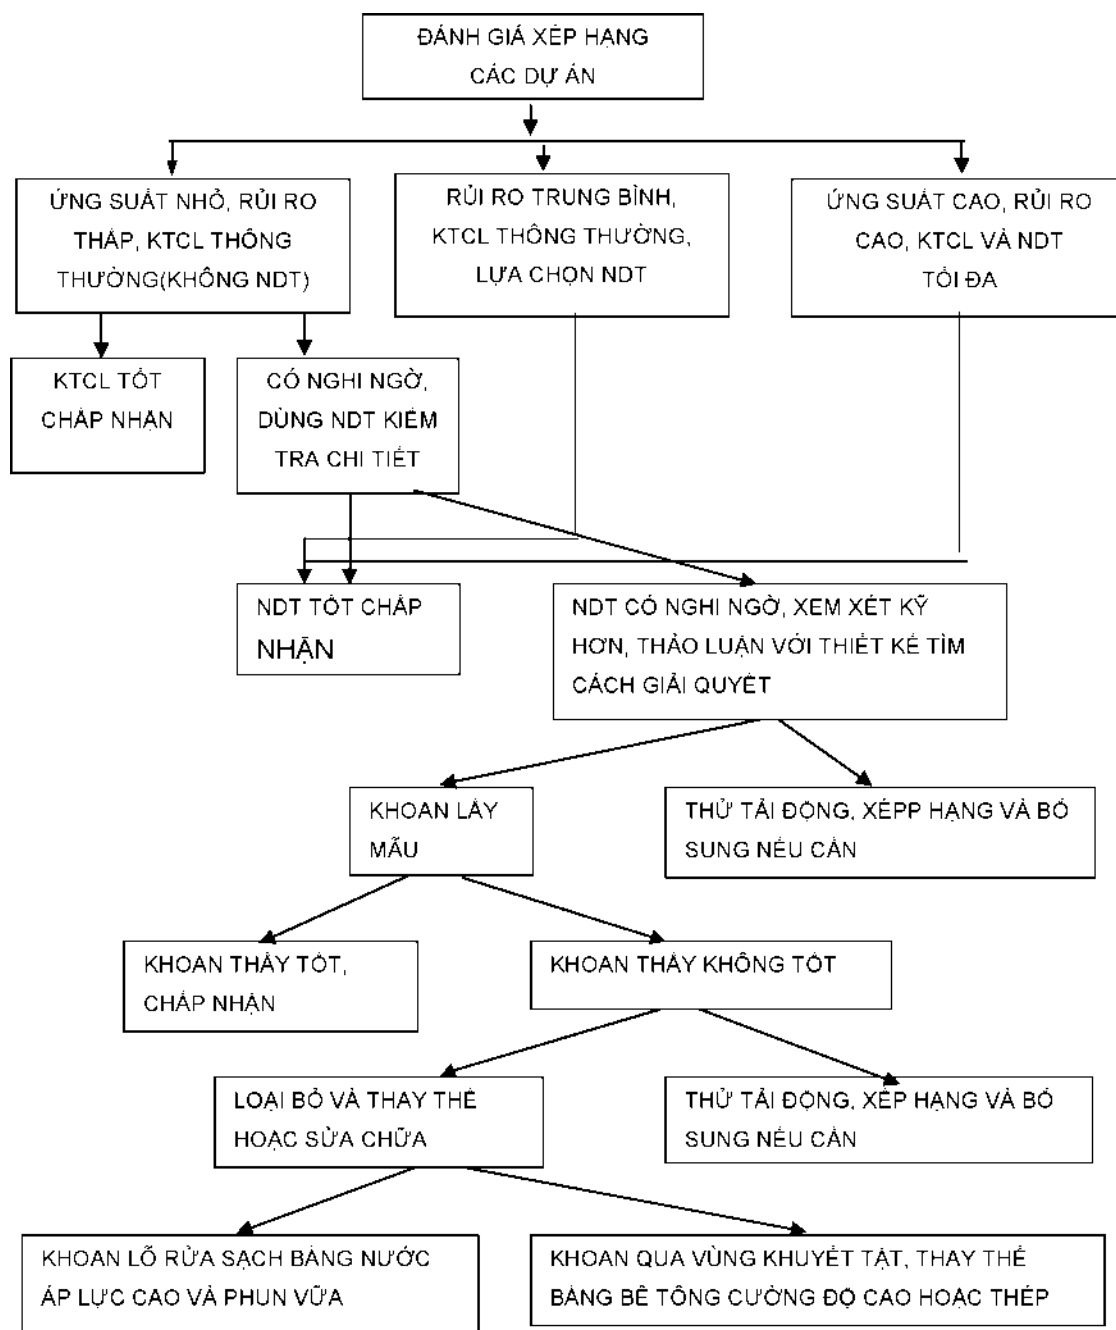 ĐÁNH GIÁ XẾP HẠNG
CÁC DỰ ÁN
ỨNG SUẤT NHỎ, RỦI RO
THẤP, KTCL THÔNG
THƯỜNG(KHÔNG NDT)
RỦI RO TRUNG BÌNH,
KTCL THÔNG THƯỜNG,
LỰA CHỌN NDT
ỨNG SUẤT CAO, RỦI RO
CAO, KTCL VÀ NDT
TỐI ĐA
KTCL TỐT
CHẤP NHẬN
CÓ NGHI NGỜ,
DÙNG NDT KIỂM
TRA CHI TIẾT
NDT TỐT CHẤP
NHẬN
NDT CÓ NGHI NGỜ, XEM XÉT KỸ
HƠN, THẢO LUẬN VỚI THIẾT KẾ TÌM
CÁCH GIẢI QUYẾT
KHOAN LẤY
MẪU
THỬ TẢI ĐỘNG, XẾPP HẠNG VÀ BỔ
SUNG NẾU CẦN
KHOAN THẤY TỐT,
CHẤP NHẬN
KHOAN THẤY KHÔNG TỐT
LOẠI BỎ VÀ THAY THẾ
HOẶC SỬA CHỮA
THỬ TẢI ĐỘNG, XẾP HẠNG VÀ BỔ
SUNG NẾU CẦN
KHOAN LỖ RỬA SẠCH BẰNG NƯỚC
ÁP LỰC CAO VÀ PHUN VỮA
KHOAN QUA VÙNG KHUYẾT TẬT, THAY THẾ
BẰNG BÊ TÔNG CƯỜNG ĐỘ CAO HOẶC THÉP